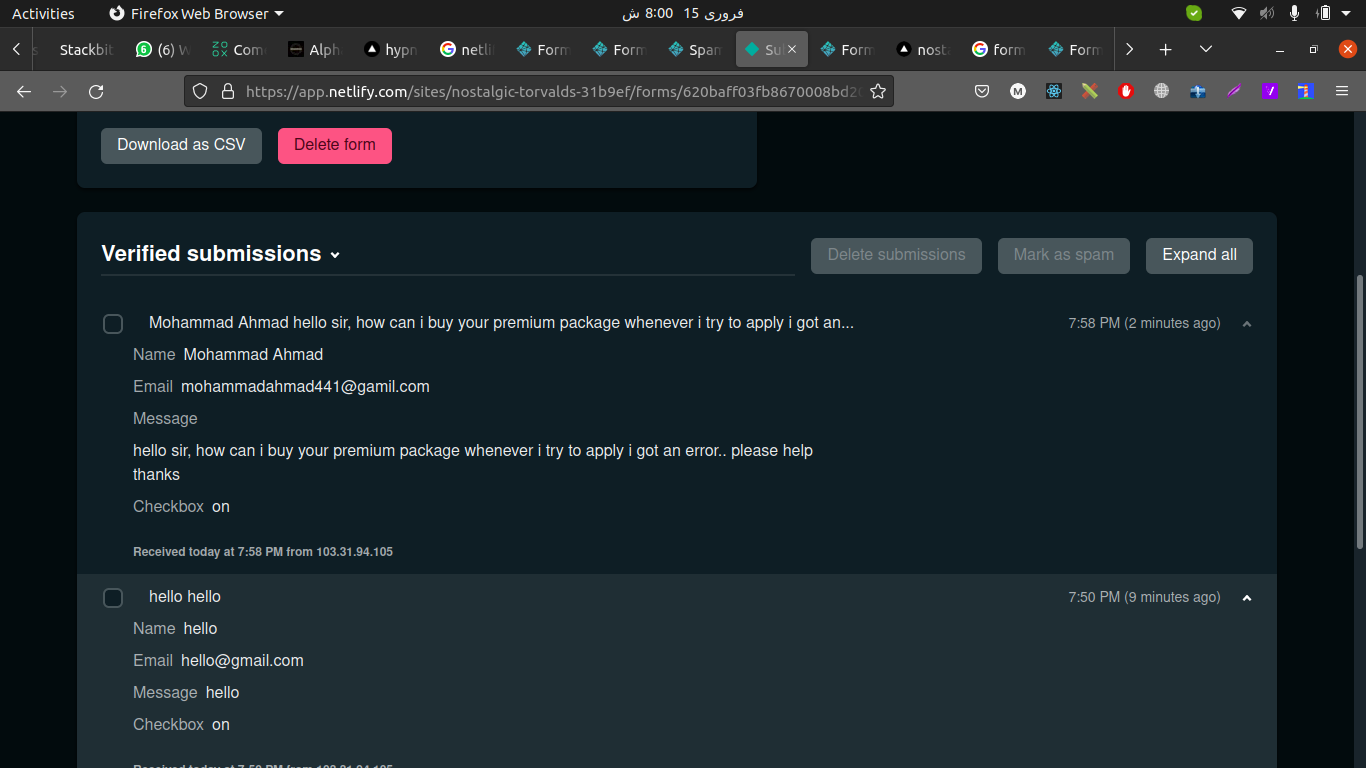 Activities
Firefox Web Browser
فروری 15  8:00 ش
Stackbit
(6) W
Com
Alph
hypn
netli
Form
Form
Spam
Su
Form
nost
form
Form
https://app.netlify.com/sites/nostalgic-torvalds-31b9ef/forms/620baff03fb8670008bd20
Download as CSV
Delete form
Verified submissions
Delete submissions
Mark as spam
Expand all
Mohammad Ahmad hello sir, how can i buy your premium package whenever i try to apply i got an...
7:58 PM (2 minutes ago)
Name Mohammad Ahmad
Email mohammadahmad441@gamil.com
Message
hello sir, how can i buy your premium package whenever i try to apply i got an error.. please help
thanks
Checkbox on
Received today at 7:58 PM from 103.31.94.105
hello hello
7:50 PM (9 minutes ago)
Name hello
Email hello@gmail.com
Message hello
Checkbox on